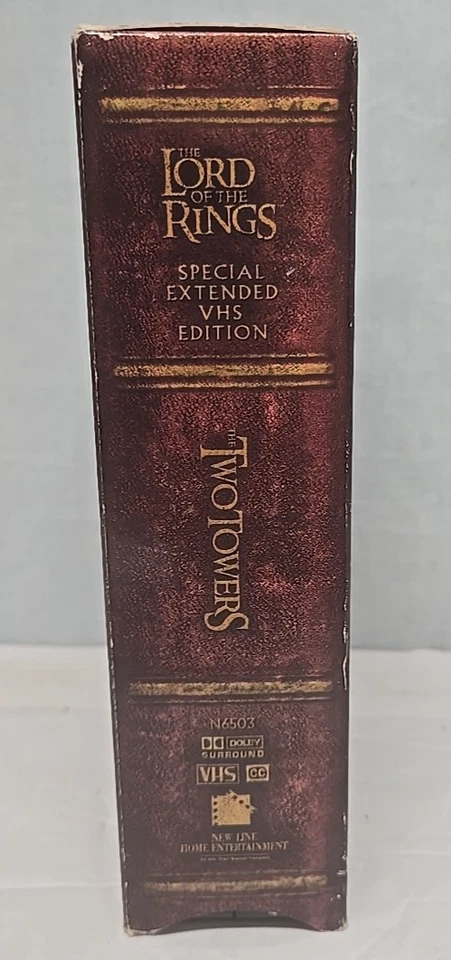 THE
LORD
OF THE
RINGS
SPECIAL
EXTENDED
VHS
EDITION
THE
TWO TOWERS
N6503
DOLBY
SURROUND
VHS CC
NEW LINE
HOME ENTERTAINMENT